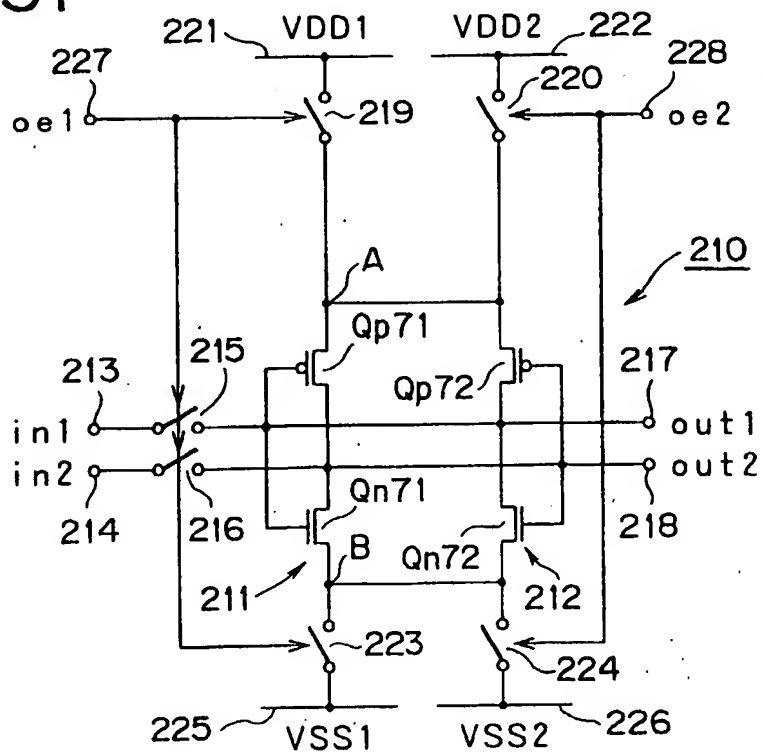 221 VDD1 VDD2 222
227 220 228
oe1 219 oe2
210
A
Qp71
213 215 Qp72 217
in1 out1
in2 out2
Qn71
214 216 Qn72 218
B
211 212
223 224
225 VSS1 VSS2 226